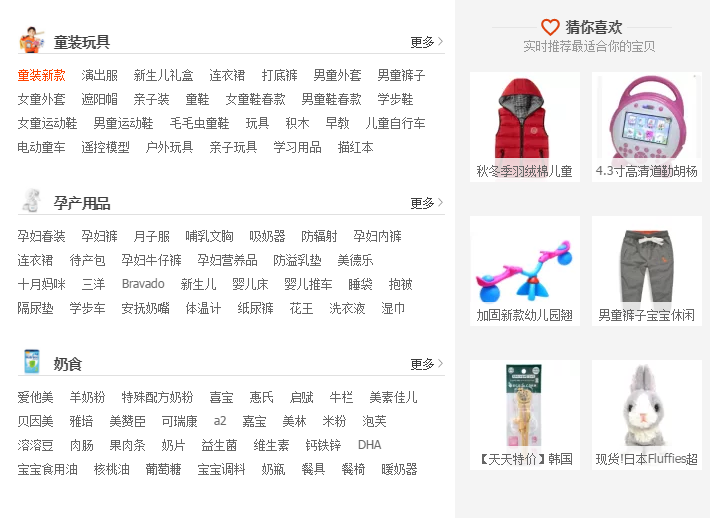 童装玩具 更多
童装新款 演出服 新生儿礼盒 连衣裙 打底裤 男童外套 男童裤子
女童外套 遮阳帽 亲子装 童鞋 女童鞋春款 男童鞋春款 学步鞋
女童运动鞋 男童运动鞋 毛毛虫童鞋 玩具 积木 早教 儿童自行车
电动童车 遥控模型 户外玩具 亲子玩具 学习用品 描红本
孕产用品 更多
孕妇春装 孕妇裤 月子服 哺乳文胸 吸奶器 防辐射 孕妇内裤
连衣裙 待产包 孕妇牛仔裤 孕妇营养品 防溢乳垫 美德乐
十月妈咪 三洋 Bravado 新生儿 婴儿床 婴儿推车 睡袋 抱被
隔尿垫 学步车 安抚奶嘴 体温计 纸尿裤 花王 洗衣液 湿巾
奶食 更多
爱他美 羊奶粉 特殊配方奶粉 喜宝 惠氏 启赋 牛栏 美素佳儿
贝因美 雅培 美赞臣 可瑞康 a2 嘉宝 美林 米粉 泡芙
溶溶豆 肉肠 果肉条 奶片 益生菌 维生素 钙铁锌 DHA
宝宝食用油 核桃油 葡萄糖 宝宝调料 奶瓶 餐具 餐椅 暖奶器
猜你喜欢
实时推荐最适合你的宝贝
秋冬季羽绒棉儿童
4.3寸高清道勤胡杨
加固新款幼儿园翘
男童裤子宝宝休闲
【天天特价】韩国
现货!日本Fluffies超